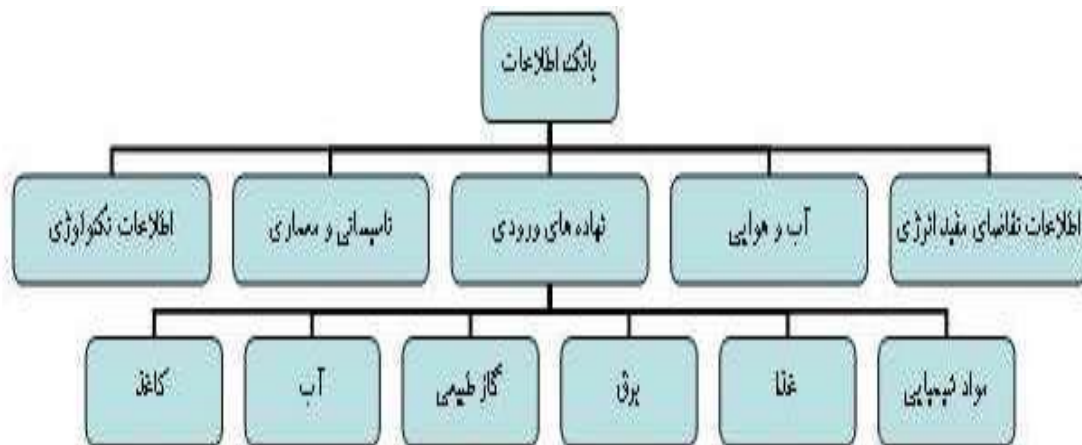 بانک اطلاعات
اطلاعات تقاضای مفید انرژی
آب و هوایی
نهاده های ورودی
تاسیساتی و معماری
اطلاعات تکنولوژی
مواد شیمیایی
غذا
برق
گاز طبیعی
آب
کاغذ